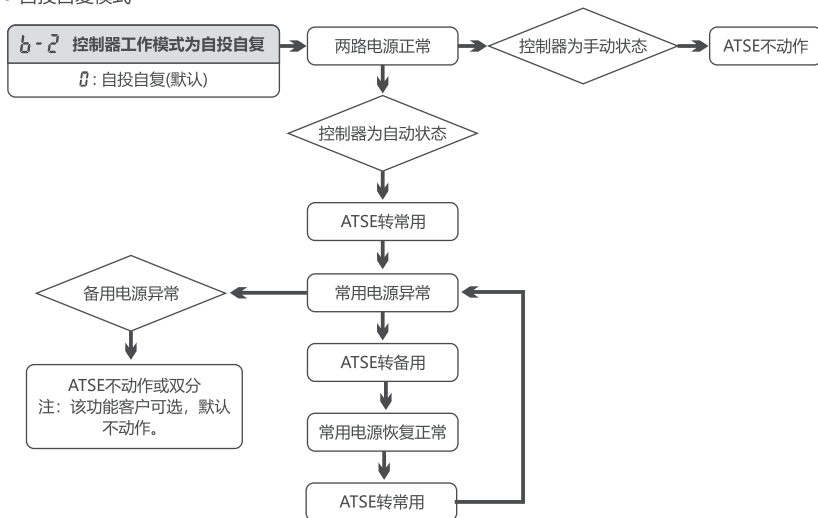 b-2 控制器工作模式为自投自复
0：自投自复(默认)
两路电源正常
控制器为手动状态
ATSE不动作
控制器为自动状态
ATSE转常用
备用电源异常
常用电源异常
ATSE转备用
ATSE不动作或双分
注：该功能客户可选，默认
不动作。
常用电源恢复正常
ATSE转常用